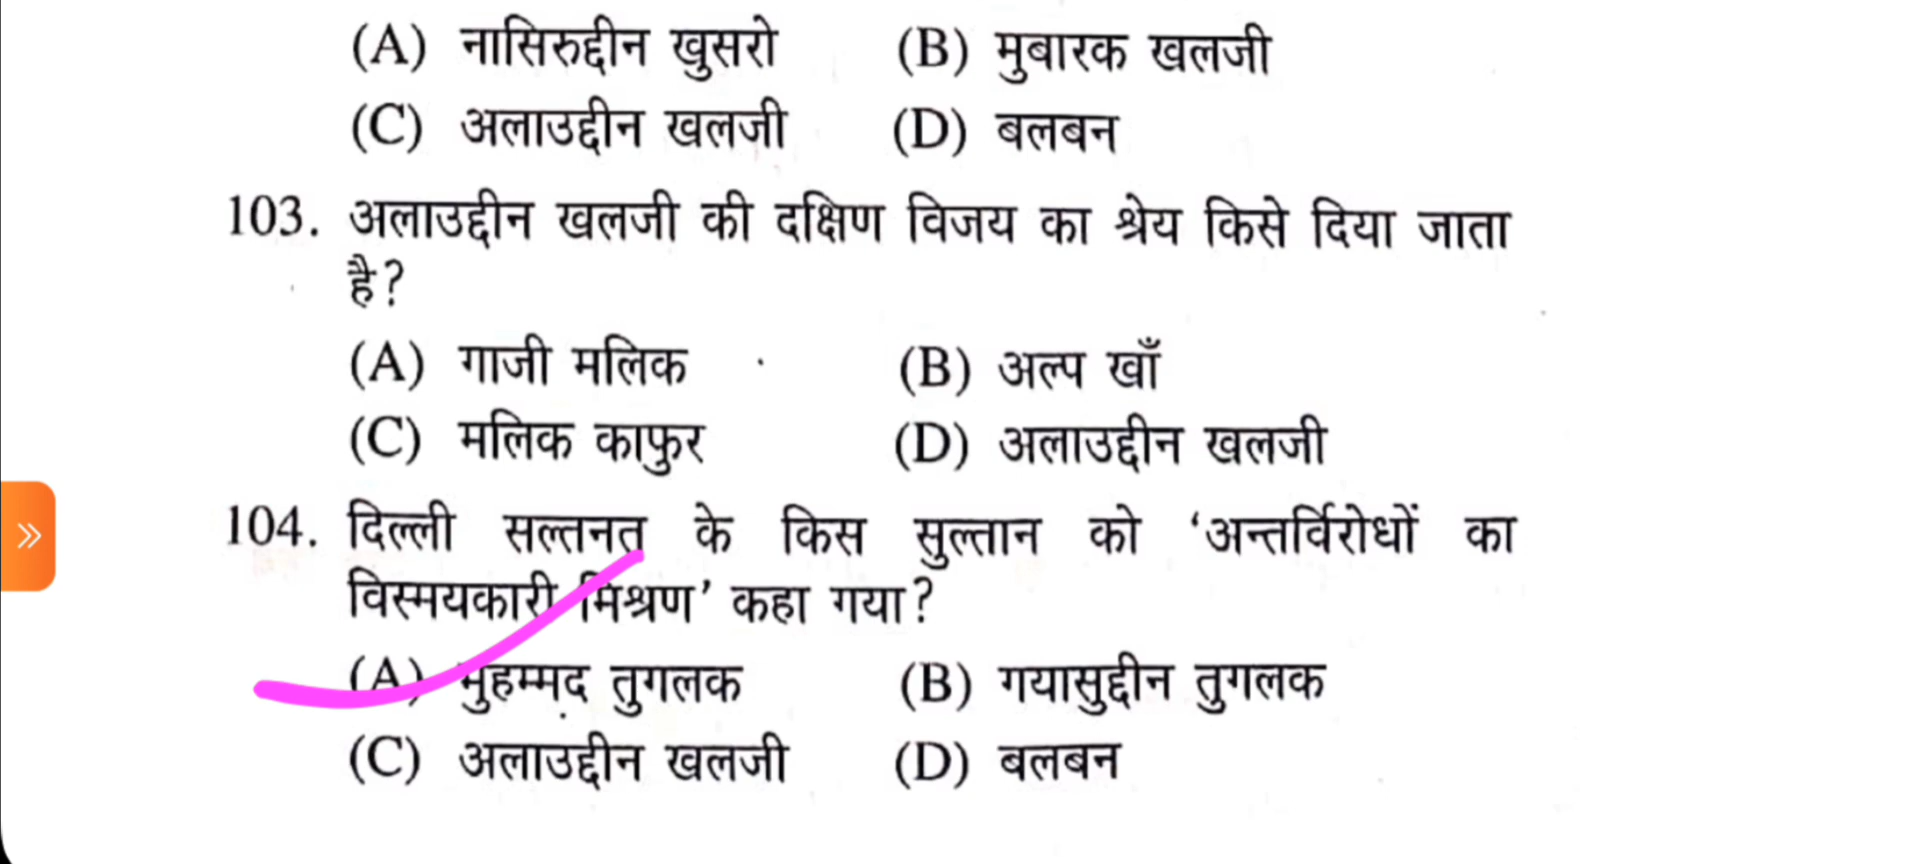 (A) नासिरुद्दीन खुसरो (B) मुबारक खलजी
(C) अलाउद्दीन खलजी (D) बलबन
103. अलाउद्दीन खलजी की दक्षिण विजय का श्रेय किसे दिया जाता
है?
(A) गाजी मलिक (B) अल्प खाँ
(C) मलिक काफुर (D) अलाउद्दीन खलजी
104. दिल्ली सल्तनत के किस सुल्तान को ‘अन्तर्विरोधों का
विस्मयकारी मिश्रण’ कहा गया?
(A) मुहम्मद तुगलक (B) गयासुद्दीन तुगलक
(C) अलाउद्दीन खलजी (D) बलबन